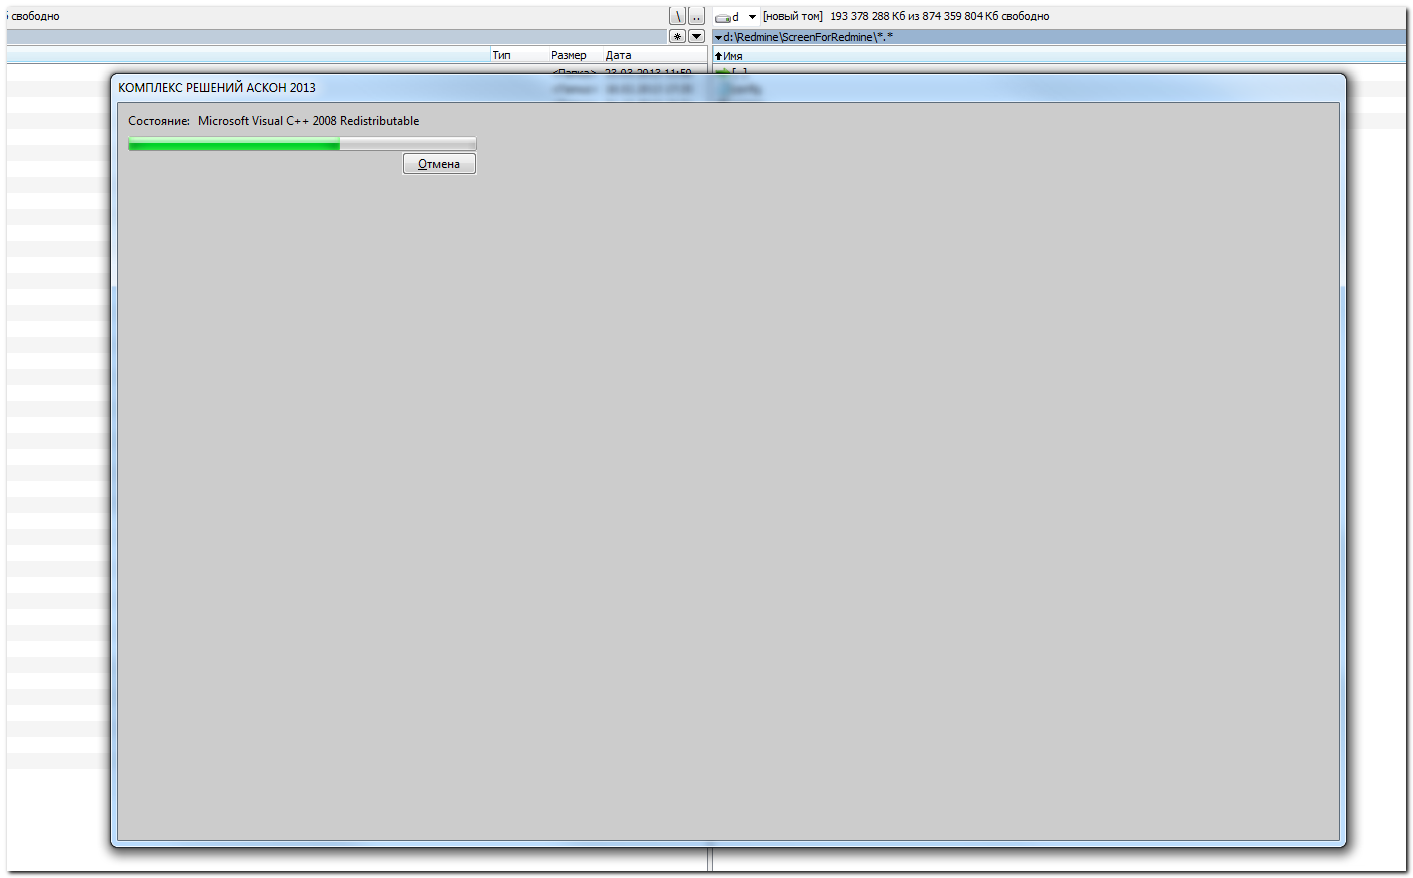 свободно
\ .. d [новый том] 193 378 288 Кб из 874 359 804 Кб свободно
* d:\Redmine\ScreenForRedmine\*.*
Тип Размер Дата Имя
<Папка> 23.03.2013 11:50 [..]
КОМПЛЕКС РЕШЕНИЙ АСКОН 2013
Состояние: Microsoft Visual C++ 2008 Redistributable
Отмена